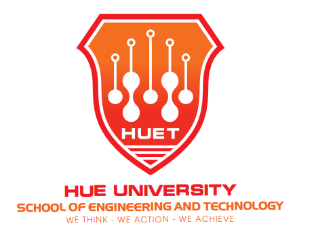 HUET
HUE UNIVERSITY
SCHOOL OF ENGINEERING AND TECHNOLOGY
WE THINK - WE ACTION - WE ACHIEVE